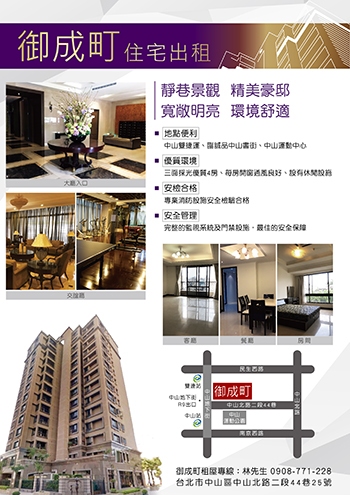 御成町 住宅出租
靜巷景觀 精美豪邸
寬敞明亮 環境舒適
地點便利
中山雙捷運、臨誠品中山書街、中山運動中心
優質環境
三面採光優質4房、每房開窗通風良好、設有休閒設施
安檢合格
專業消防設施安全檢驗合格
安全管理
完整的監視系統及門禁設施，最佳的安全保障
大廳入口
交誼廳
客廳
餐廳
房間
民生西路
雙連站
中山地下街
R9出口
中山站
中山地下街
御成町
中山北路二段44巷
中山
運動公園
南京西路
御成町租屋專線：林先生 0908-771-228
台北市中山區中山北路二段44巷25號